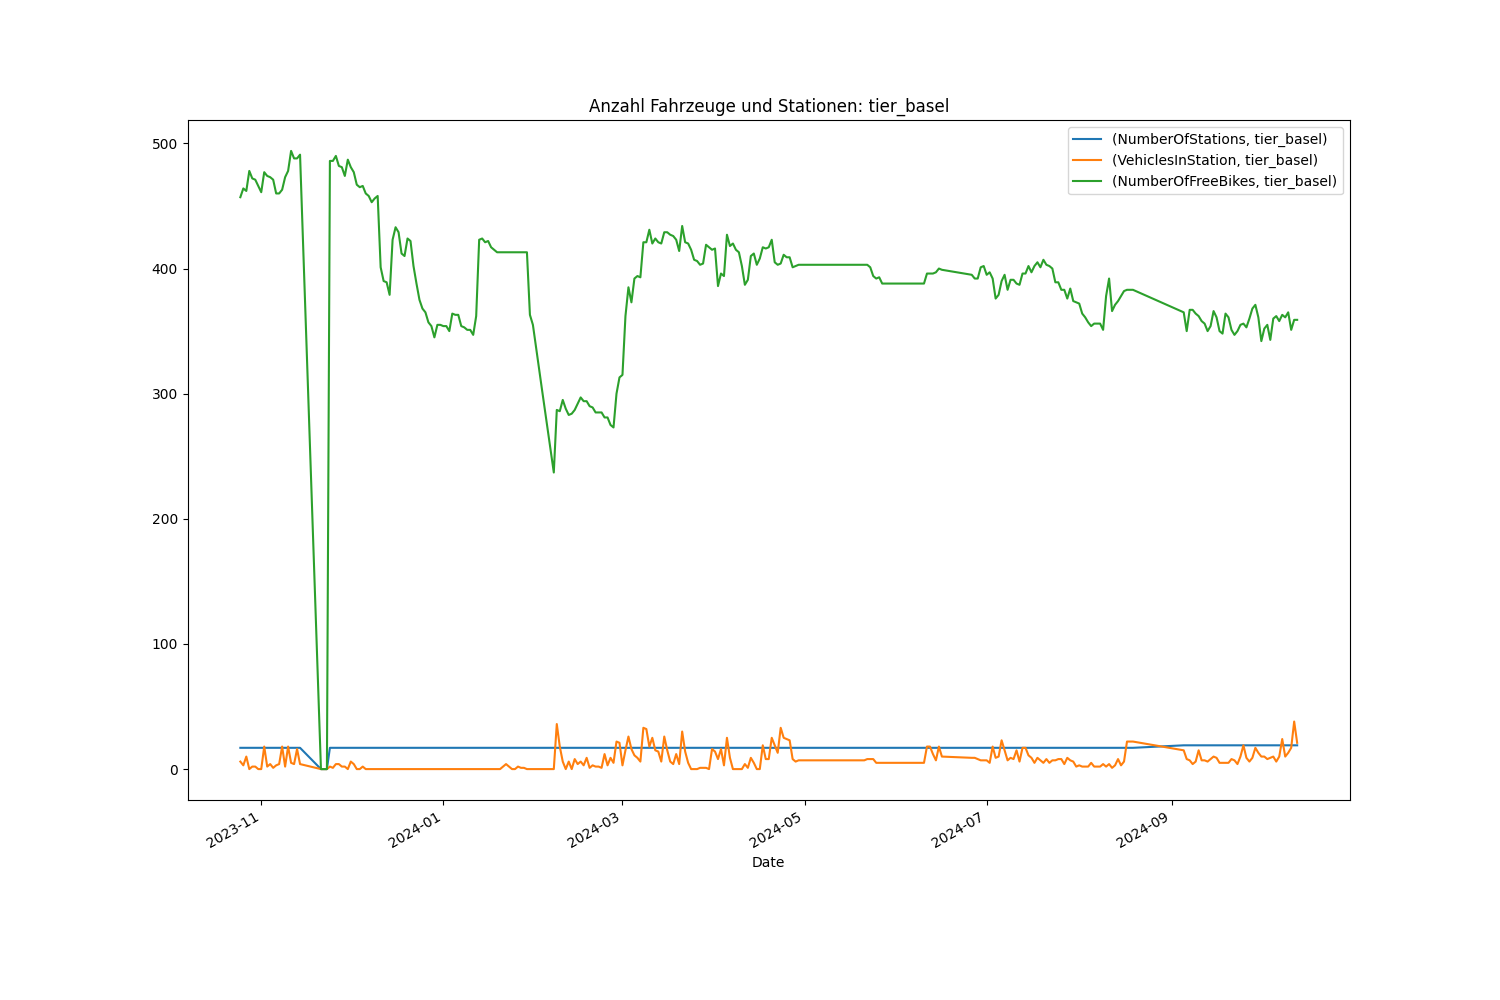 Anzahl Fahrzeuge und Stationen: tier_basel
(NumberOfStations, tier_basel)
(VehiclesInStation, tier_basel)
(NumberOfFreeBikes, tier_basel)
500
400
300
200
100
0
2023-11
2024-01
2024-03
2024-05
2024-07
2024-09
Date